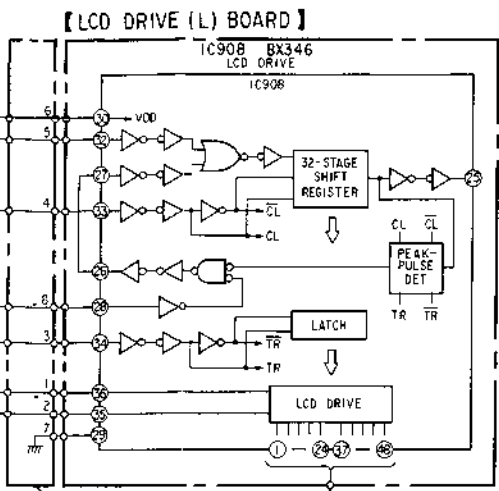 【LCD DRIVE (L) BOARD】
IC908 BX346
LCD DRIVE
IC908
6 30 VDD
5 32
27
32-STAGE
SHIFT
REGISTER
25
4 33 CL
CL
CL CL
PEAK-
PULSE
DET
26
TR TR
8 28
LATCH
3 34 TR
TR
36
LCD DRIVE
2 35
7 29
1 - 24 37 - 48